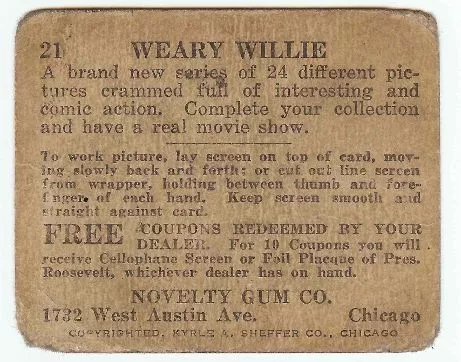 21 WEARY WILLIE
A brand new series of 24 different pic-
tures crammed full of interesting and
comic action. Complete your collection
and have a real movie show.
To work picture, lay screen on top of card, mov-
ing slowly back and forth: or cut out line screen
from wrapper, holding between thumb and fore-
finger of each hand. Keep screen smooth and
straight against card.
FREE COUPONS REDEEMED BY YOUR
DEALER. For 10 Coupons you will
receive Cellophane Screen or Foil Placque of Pres.
Roosevelt, whichever dealer has on hand.
NOVELTY GUM CO.
1732 West Austin Ave. Chicago
COPYRIGHTED, KYRLE A. SHEFFER CO., CHICAGO